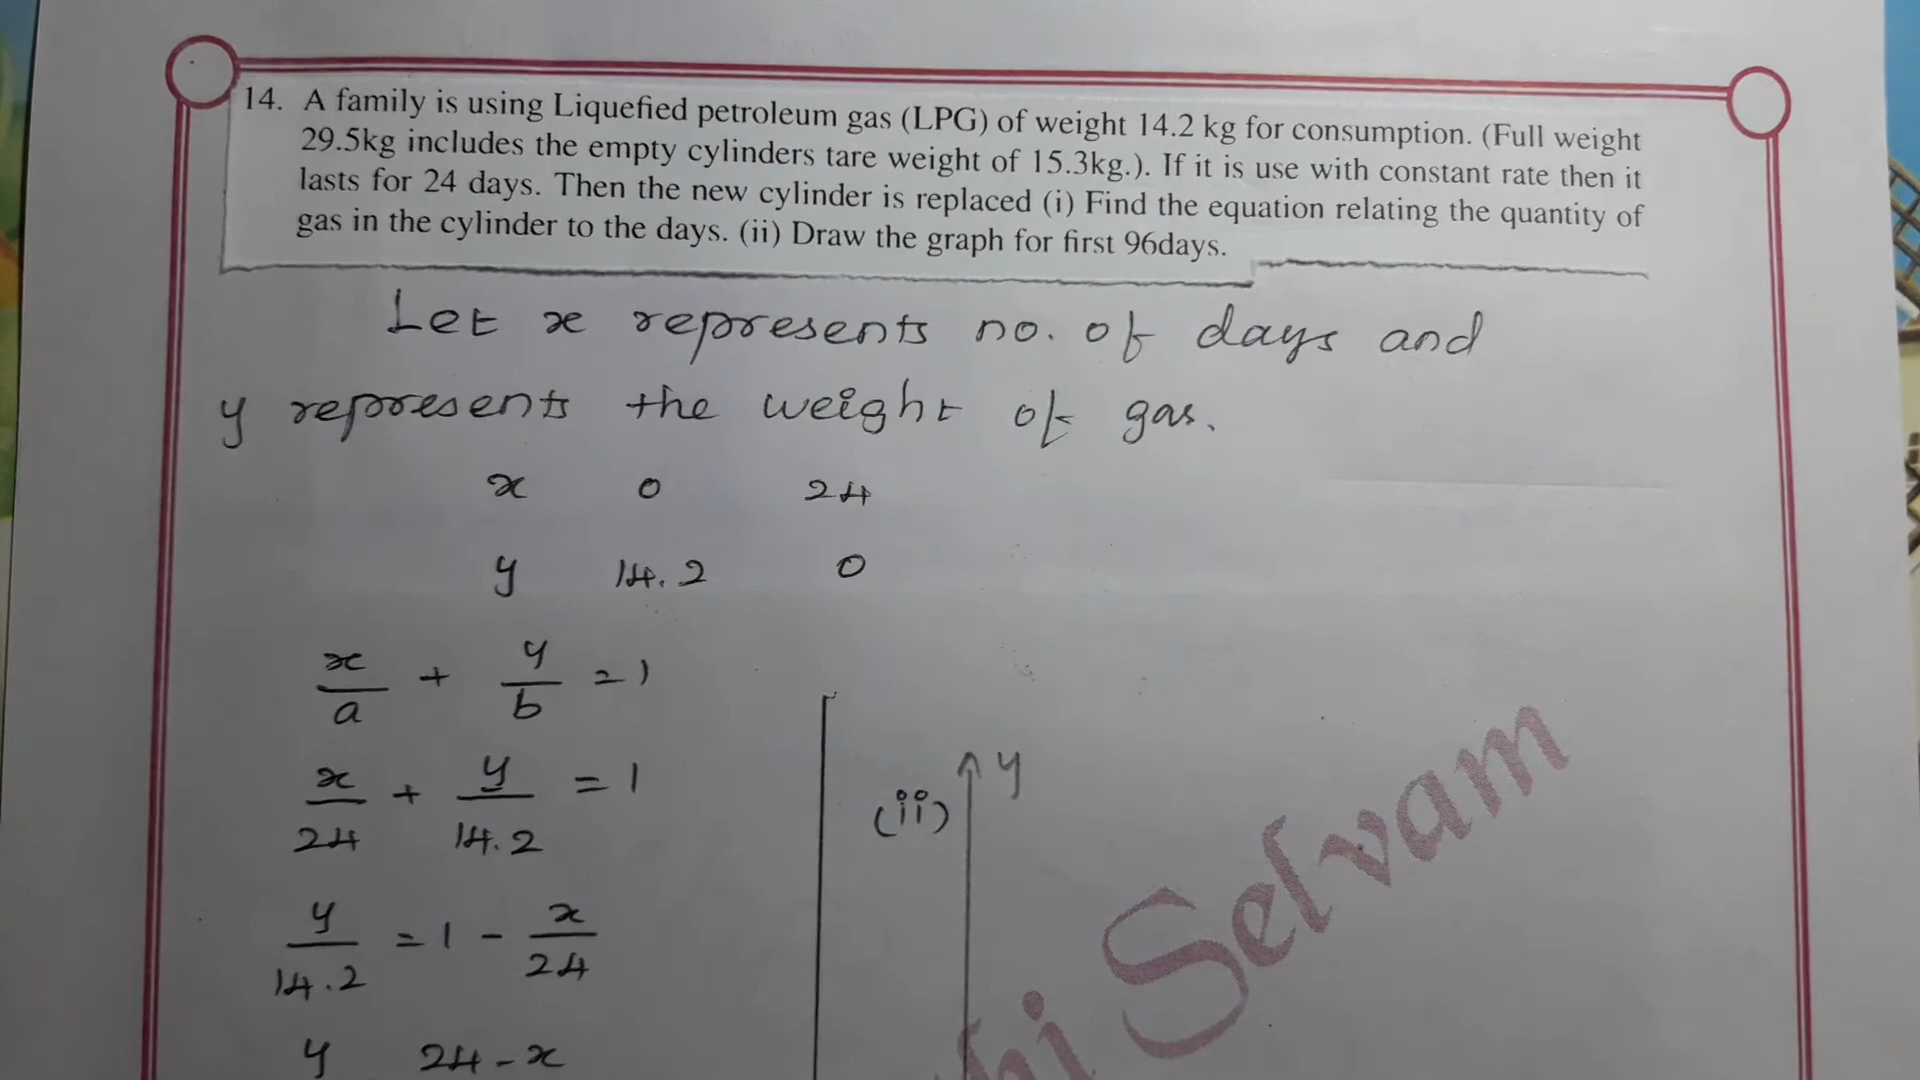 14. A family is using Liquefied petroleum gas (LPG) of weight 14.2 kg for consumption. (Full weight
29.5kg includes the empty cylinders tare weight of 15.3kg.). If it is use with constant rate then it
lasts for 24 days. Then the new cylinder is replaced (i) Find the equation relating the quantity of
gas in the cylinder to the days. (ii) Draw the graph for first 96days.
Let x represents no. of days and
y represents the weight of gas.
x 0 24
y 14.2 0
x/a + y/b = 1
x/24 + y/14.2 = 1
y/14.2 = 1 - x/24
y 24 - x
(ii) y
hi Selvam